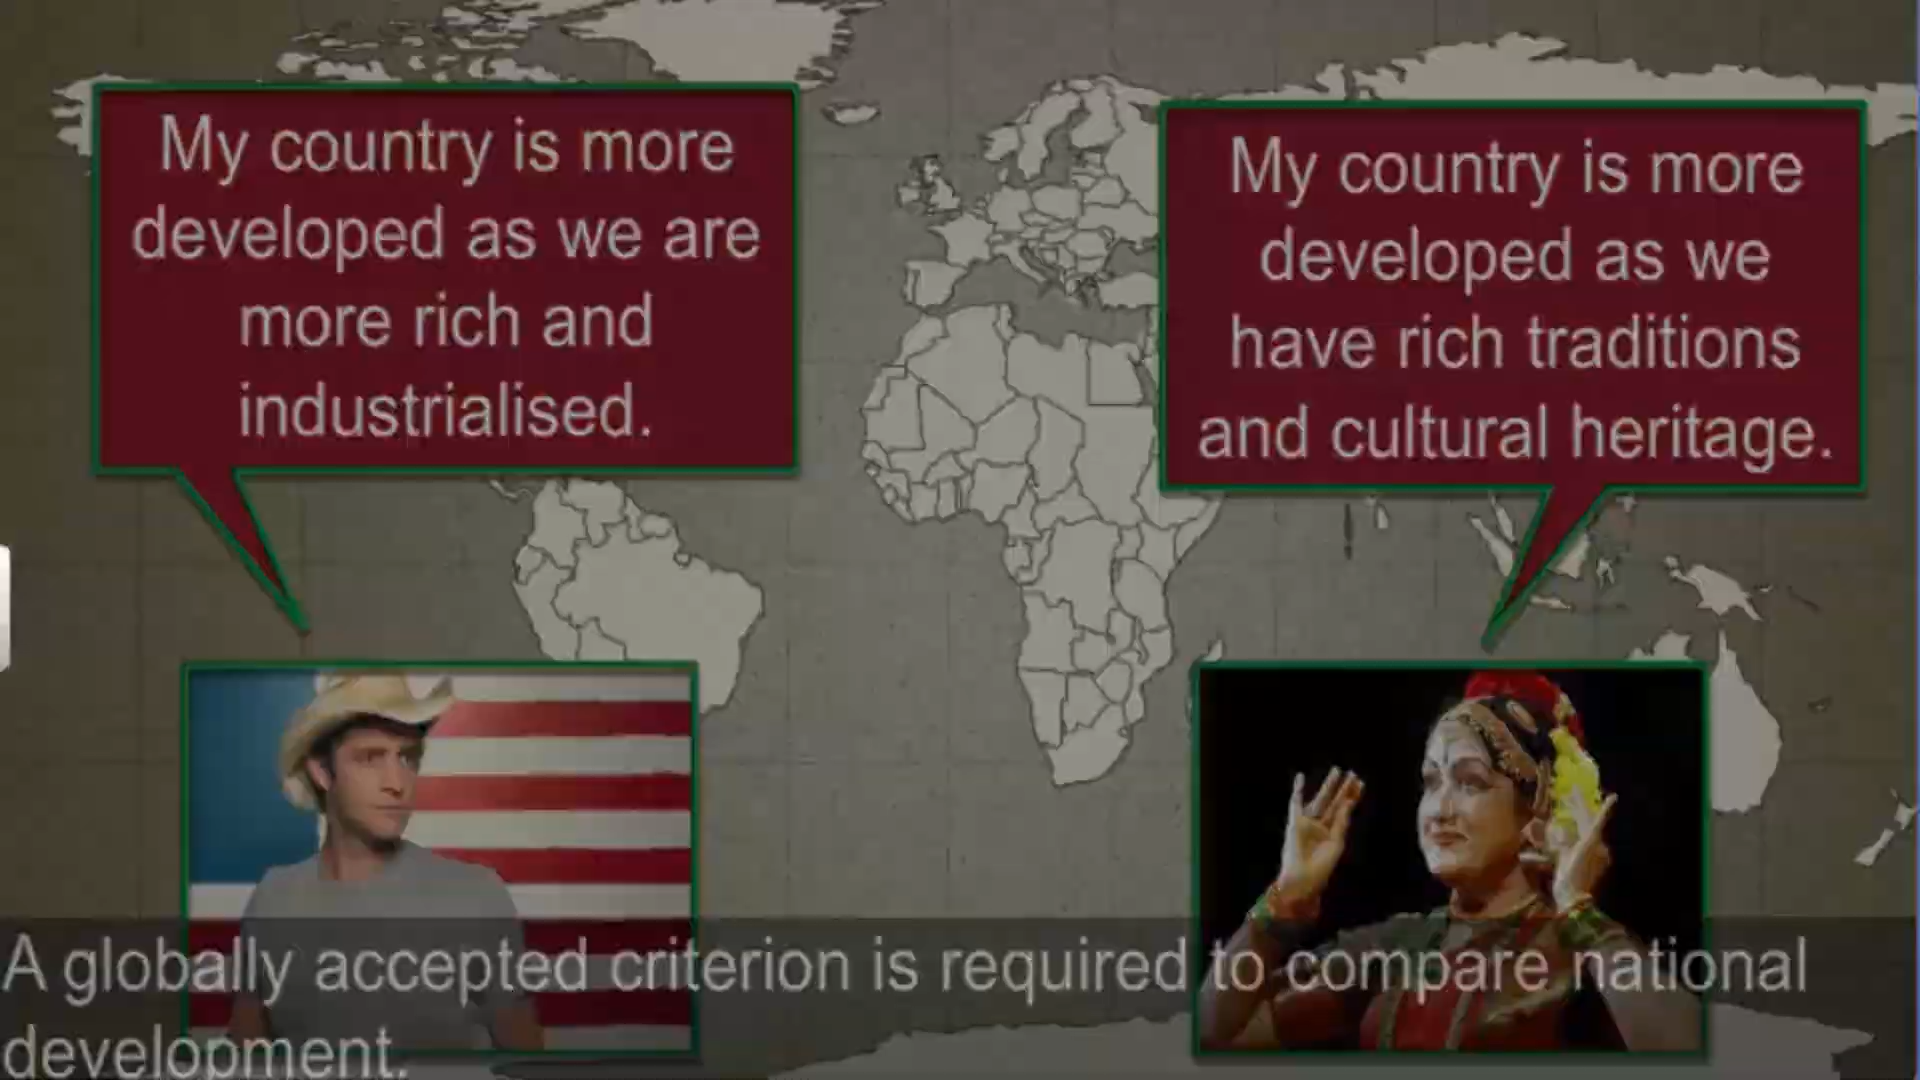 My country is more
developed as we are
more rich and
industrialised.
My country is more
developed as we
have rich traditions
and cultural heritage.
A globally accepted criterion is required to compare national
development.